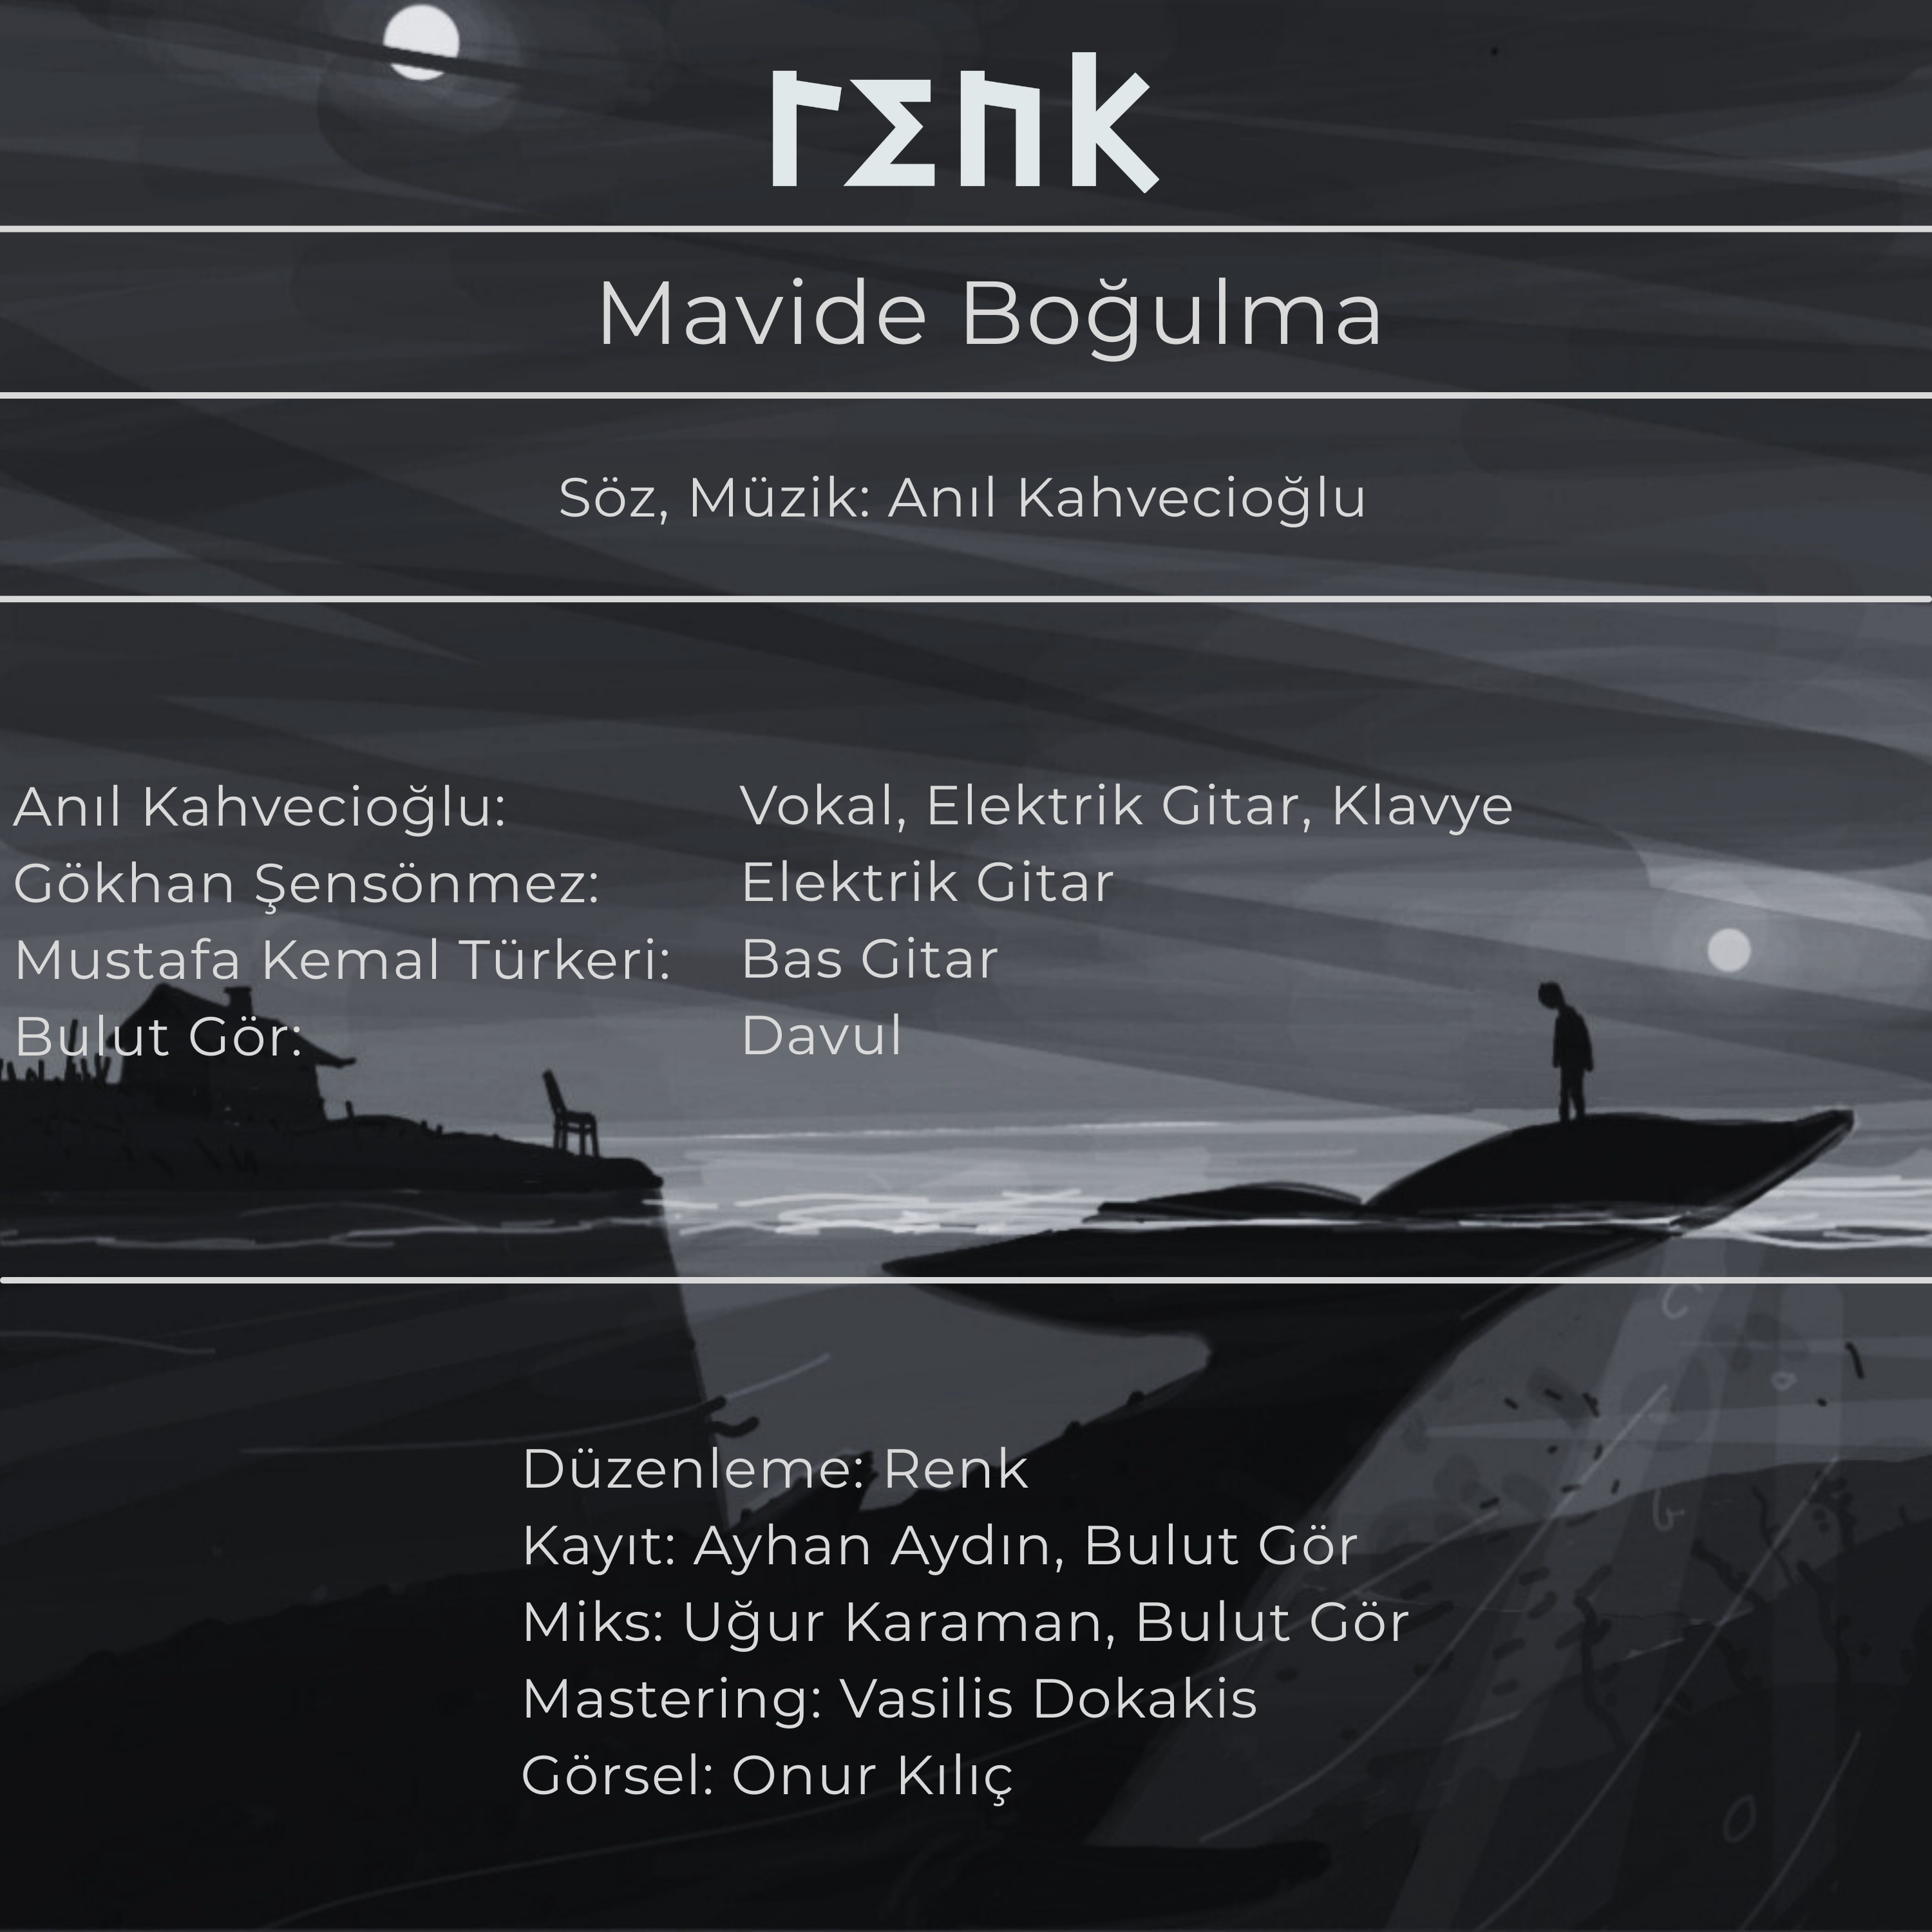 renk
Mavide Boğulma
Söz, Müzik: Anıl Kahvecioğlu
Anıl Kahvecioğlu: Vokal, Elektrik Gitar, Klavye
Gökhan Şensönmez: Elektrik Gitar
Mustafa Kemal Türkeri: Bas Gitar
Bulut Gör: Davul
Düzenleme: Renk
Kayıt: Ayhan Aydın, Bulut Gör
Miks: Uğur Karaman, Bulut Gör
Mastering: Vasilis Dokakis
Görsel: Onur Kılıç